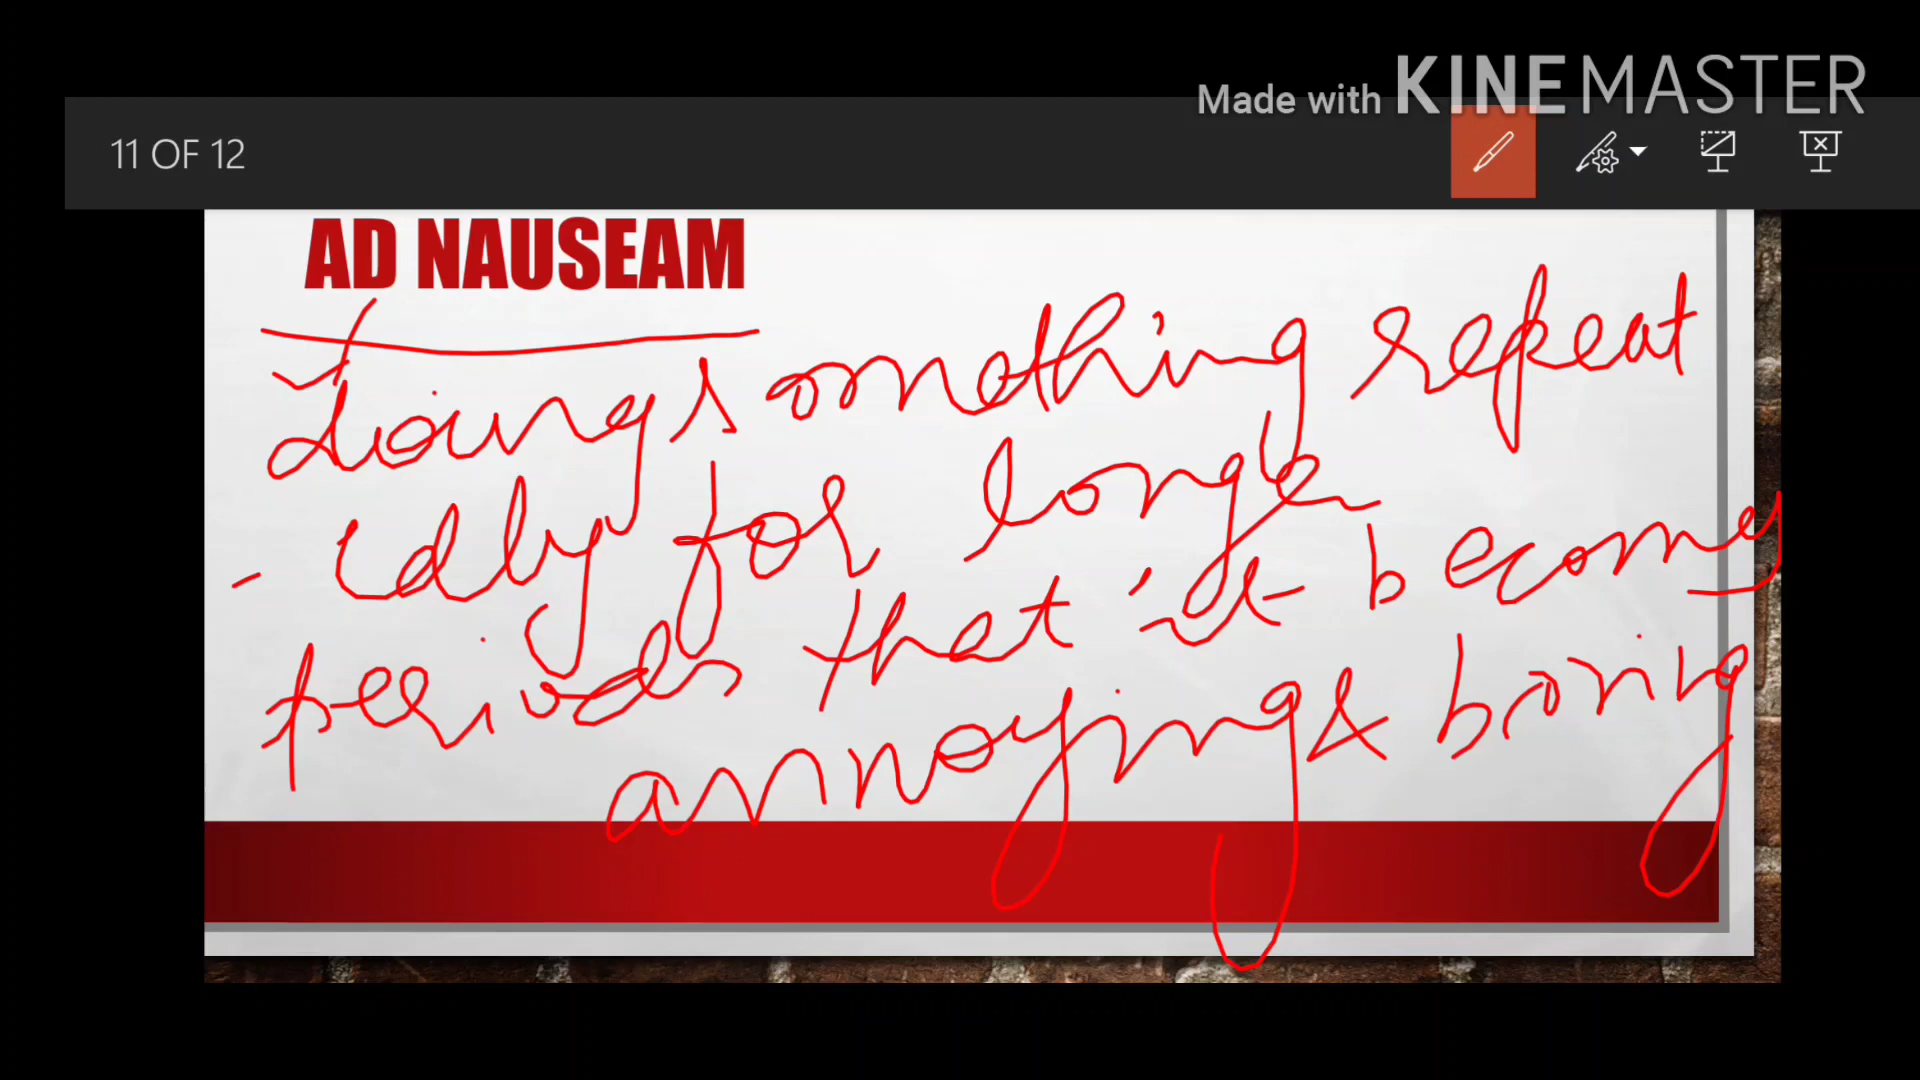 Made with KINEMASTER
11 OF 12
AD NAUSEAM
doing something repeat
- edly for longer
periods that it becomes
annoying & boring